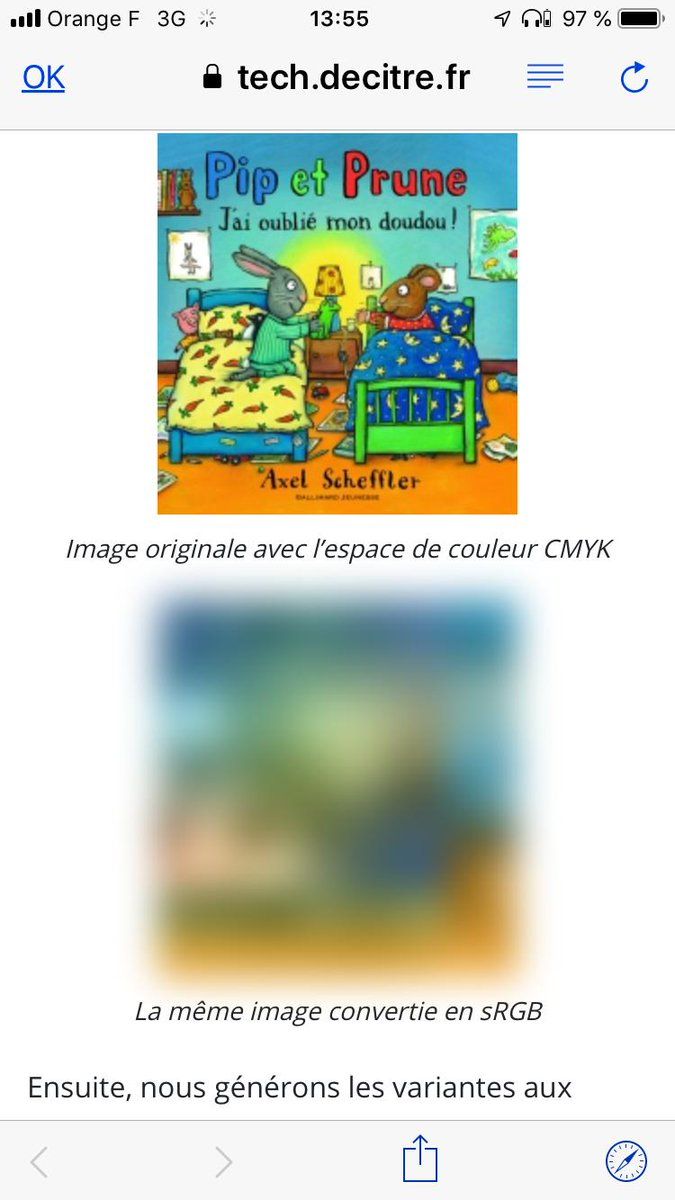 Orange F 3G 13:55 97 %
OK tech.decitre.fr
Pip et Prune
J'ai oublié mon doudou !
Axel Scheffler
GALLIMARD JEUNESSE
Image originale avec l’espace de couleur CMYK
La même image convertie en sRGB
Ensuite, nous générons les variantes aux